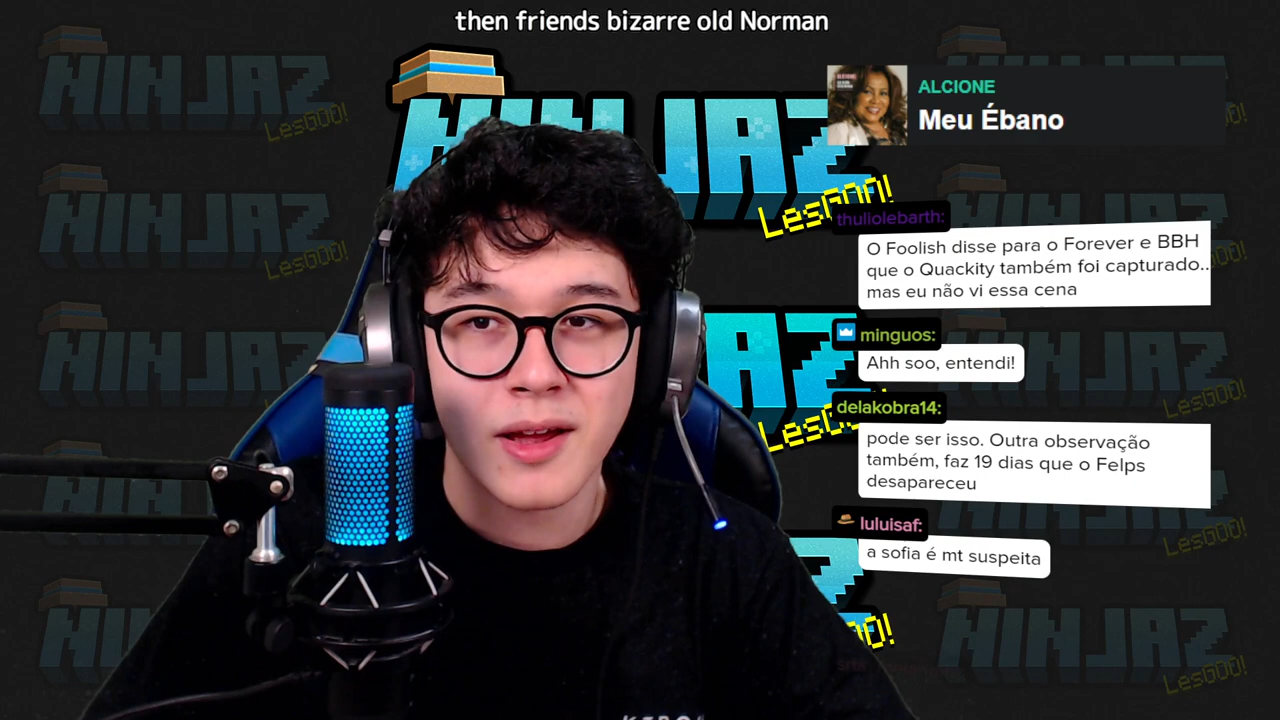 then friends bizarre old Norman
ALCIONE
Meu Ébano
NINJAZ
LesGOO!
thuliolebarth:
O Foolish disse para o Forever e BBH
que o Quackity também foi capturado..
mas eu não vi essa cena
minguos:
Ahh soo, entendi!
delakobra14:
pode ser isso. Outra observação
também, faz 19 dias que o Felps
desapareceu
luluisaf:
a sofia é mt suspeita